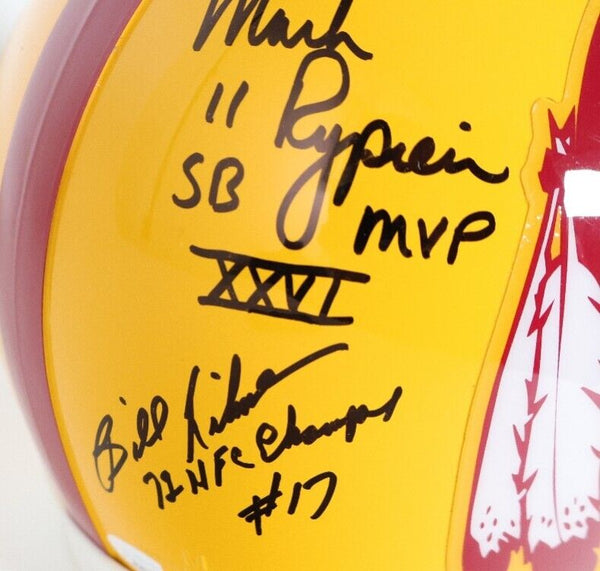 Mark
11 Rypien
SB MVP
XXVI
Bill Kilmer
72 NFC Champs
#17